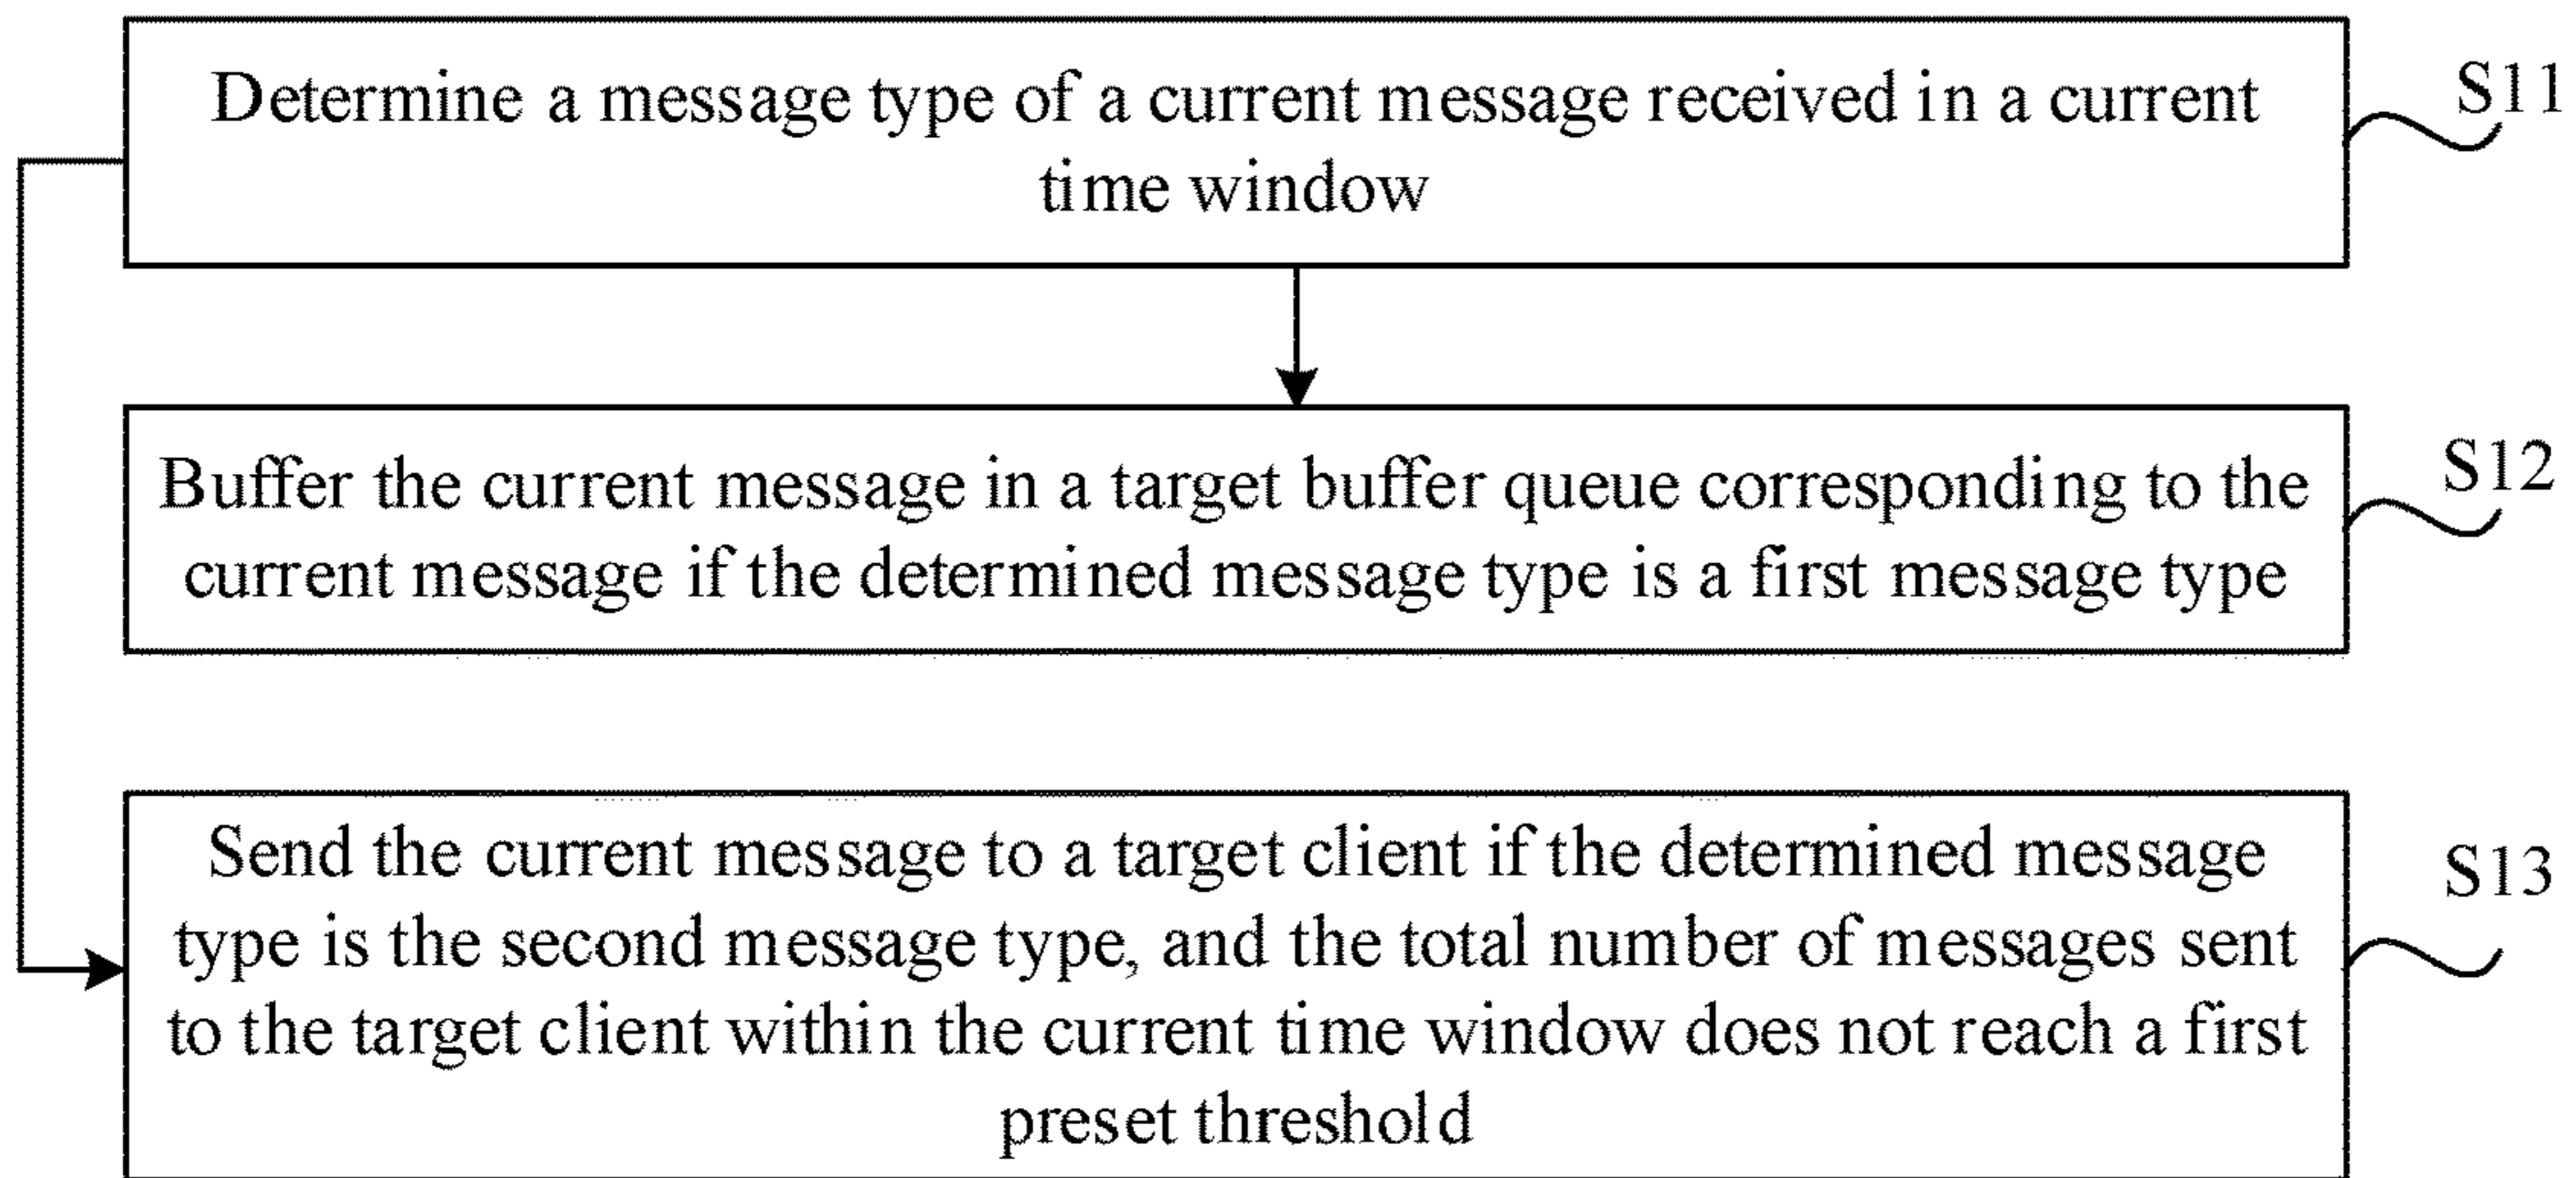 Determine a message type of a current message received in a current
time window
S11
Buffer the current message in a target buffer queue corresponding to the
current message if the determined message type is a first message type
S12
Send the current message to a target client if the determined message
type is the second message type, and the total number of messages sent
to the target client within the current time window does not reach a first
preset threshold
S13